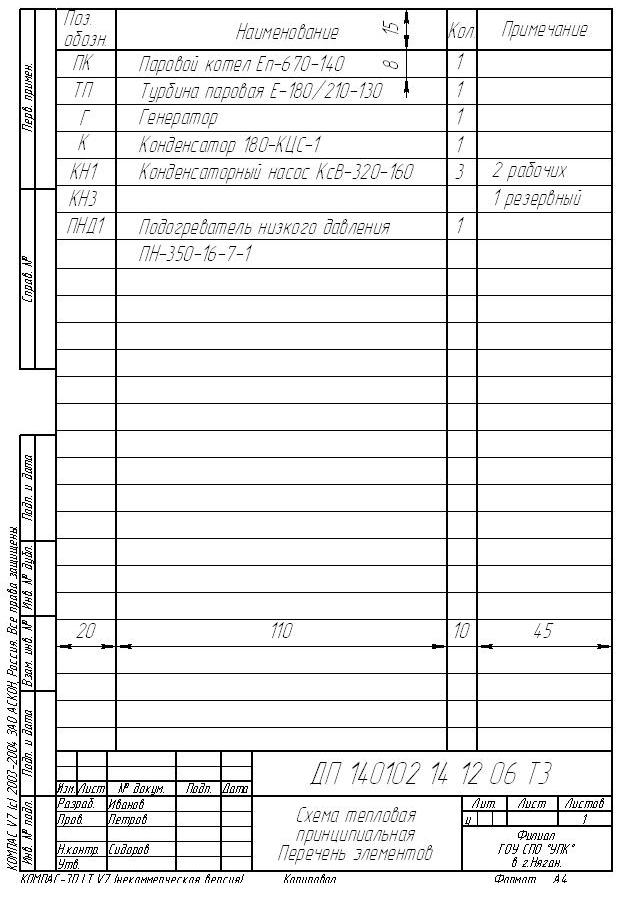 Поз. обозн. Наименование Кол. Примечание
15
8
ПК Паровой котел Еп-670-140 1
ТП Турбина паровая Е-180/210-130 1
Г Генератор 1
К Конденсатор 180-КЦС-1 1
КН1 Конденсаторный насос КсВ-320-160 3 2 рабочих
КН3 1 резервный
ПНД1 Подогреватель низкого давления 1
ПН-350-16-7-1
20 110 10 45
Перв. примен.
Справ. №
Подп. и дата
Инв. № дубл.
Взам. инв. №
Подп. и дата
Инв. № подл.
КОМПАС V7 (с) 2003-2004 ЗАО АСКОН, Россия. Все права защищены.
ДП 140102 14 12 06 ТЗ
Изм. Лист № докум. Подп. Дата
Разраб. Иванов
Пров. Петров
Н.контр. Сидоров
Утв.
Схема тепловая
принципиальная
Перечень элементов
Лит. Лист Листов
и 1
Филиал
ГОУ СПО "УПК"
в г.Няган.
КОМПАС-3D LT V7 (некоммерческая версия) Копировал Формат А4